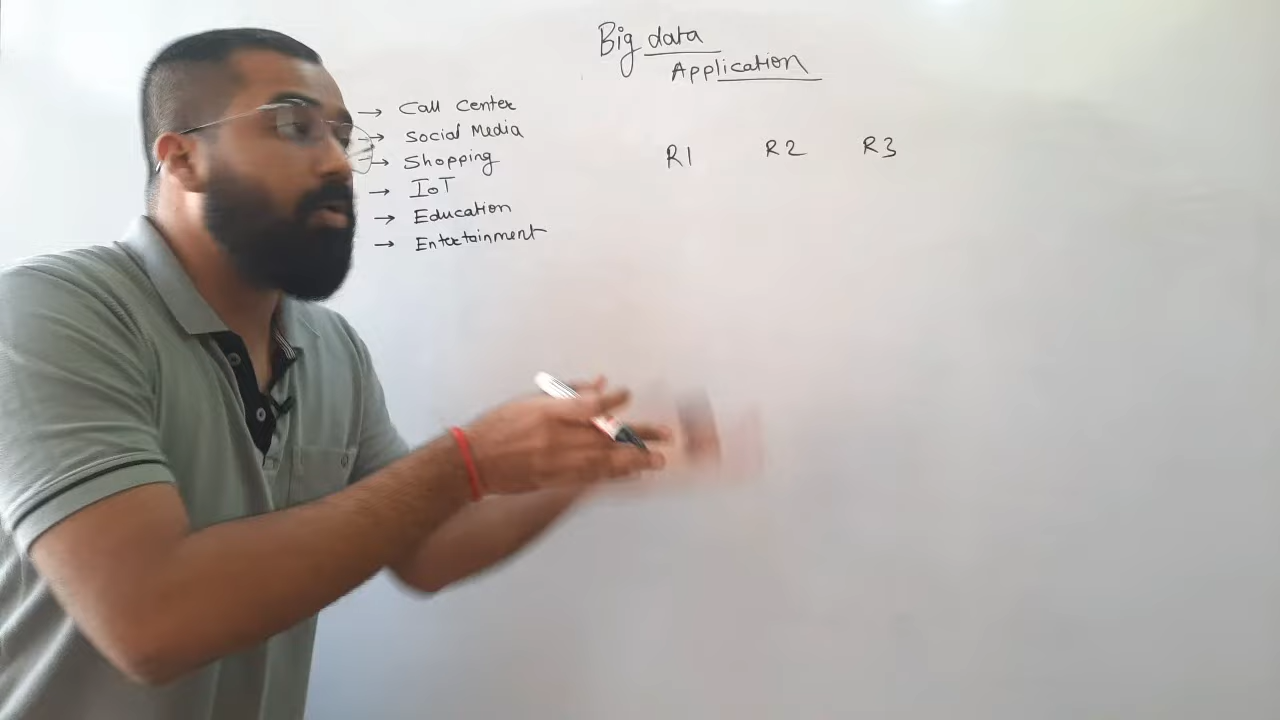 Big data
Application
→ Call Center
→ Social Media
→ Shopping
→ IoT
→ Education
→ Entertainment
R1 R2 R3